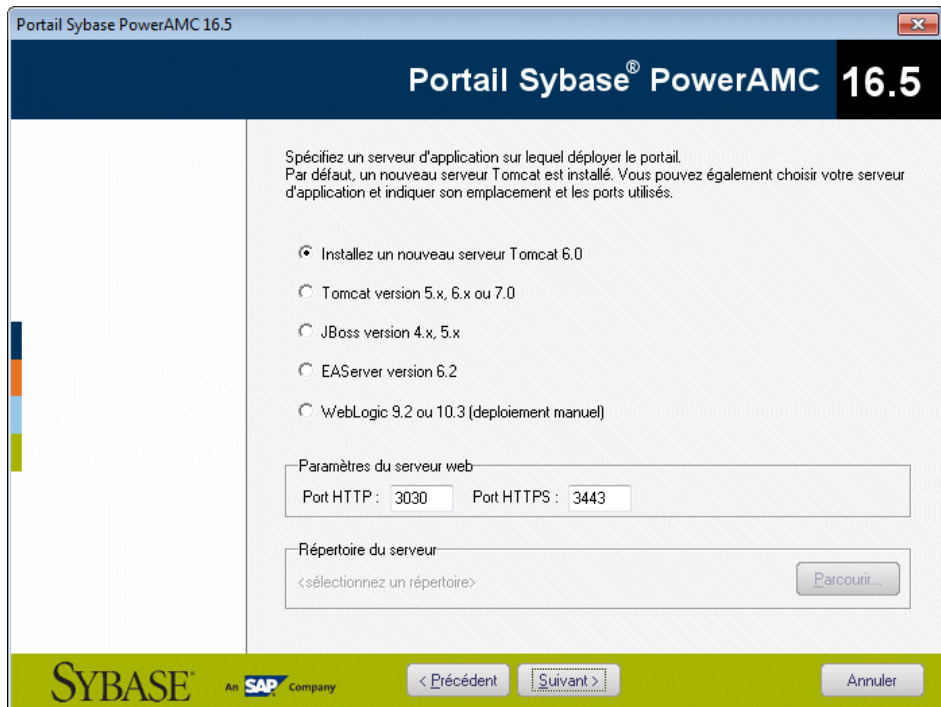 Portail Sybase PowerAMC 16.5
Portail Sybase® PowerAMC 16.5
Spécifiez un serveur d'application sur lequel déployer le portail.
Par défaut, un nouveau serveur Tomcat est installé. Vous pouvez également choisir votre serveur
d'application et indiquer son emplacement et les ports utilisés.
Installez un nouveau serveur Tomcat 6.0
Tomcat version 5.x, 6.x ou 7.0
JBoss version 4.x, 5.x
EAServer version 6.2
WebLogic 9.2 ou 10.3 (deploiement manuel)
Paramètres du serveur web
Port HTTP : 3030 Port HTTPS : 3443
Répertoire du serveur
<sélectionnez un répertoire> Parcourir...
SYBASE An SAP Company < Précédent Suivant > Annuler